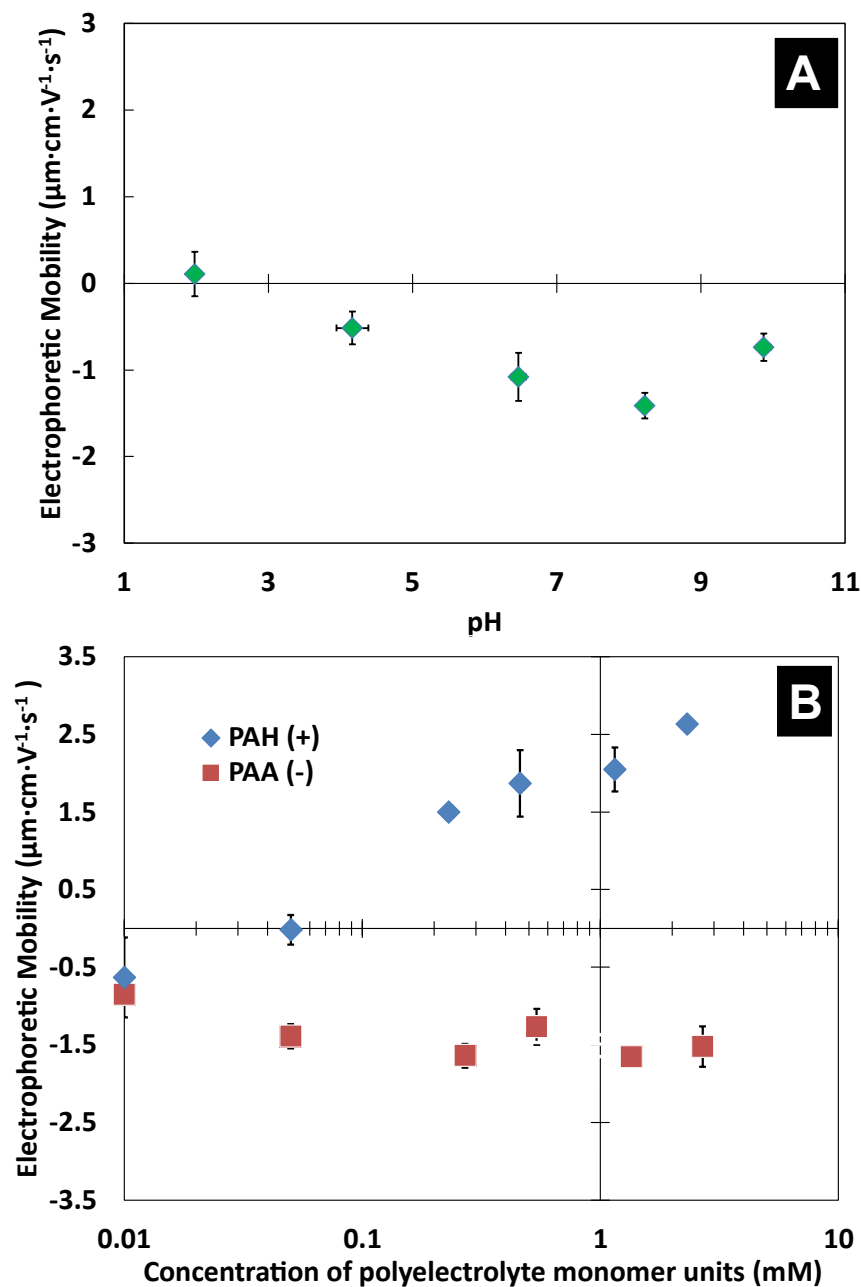 A
Electrophoretic Mobility (µm·cm·V-1·s-1)
3
2
1
0
-1
-2
-3
1 3 5 7 9 11
pH
B
Electrophoretic Mobility (µm·cm·V-1·s-1 )
3.5
2.5
1.5
0.5
-0.5
-1.5
-2.5
-3.5
PAH (+)
PAA (-)
0.01 0.1 1 10
Concentration of polyelectrolyte monomer units (mM)